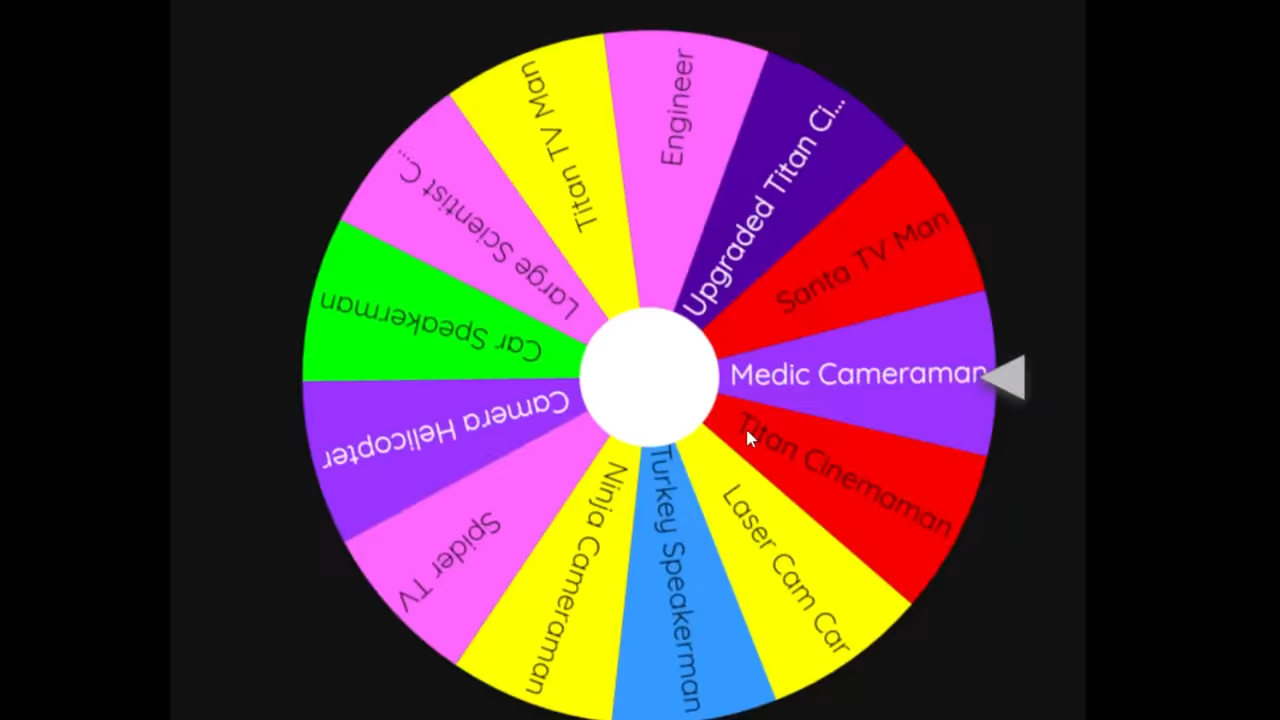 Engineer
Upgraded Titan Ci...
Santa TV Man
Medic Cameraman
Titan Cinemaman
Laser Cam Car
Turkey Speakerman
Ninja Cameraman
Spider TV
Camera Helicopter
Car Speakerman
Large Scientist C...
Titan TV Man